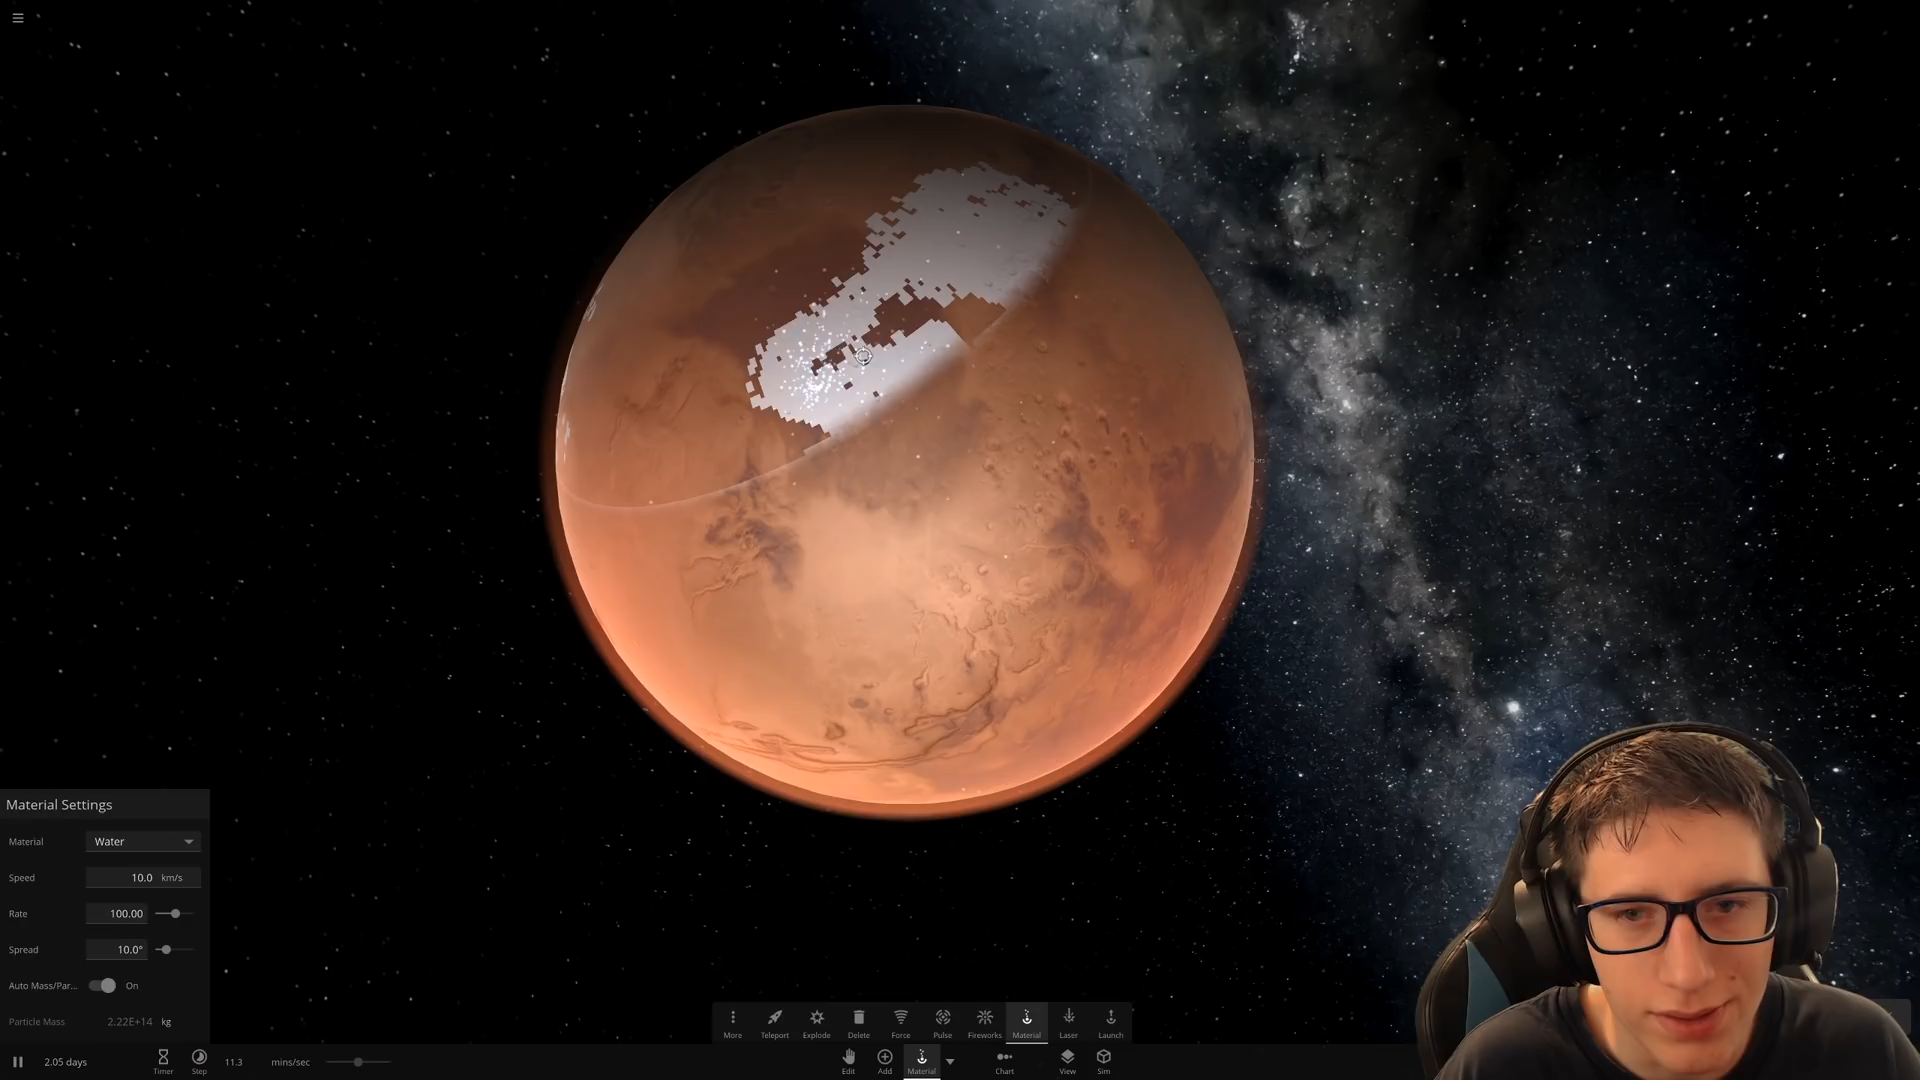 Mars
Material Settings
Material Water
Speed 10.0 km/s
Rate 100.00
Spread 10.0°
Auto Mass/Par... On
Particle Mass 2.22E+14 kg
More Teleport Explode Delete Force Pulse Fireworks Material Laser Launch
2.05 days Timer Step 11.3 mins/sec Edit Add Material Chart View Sim